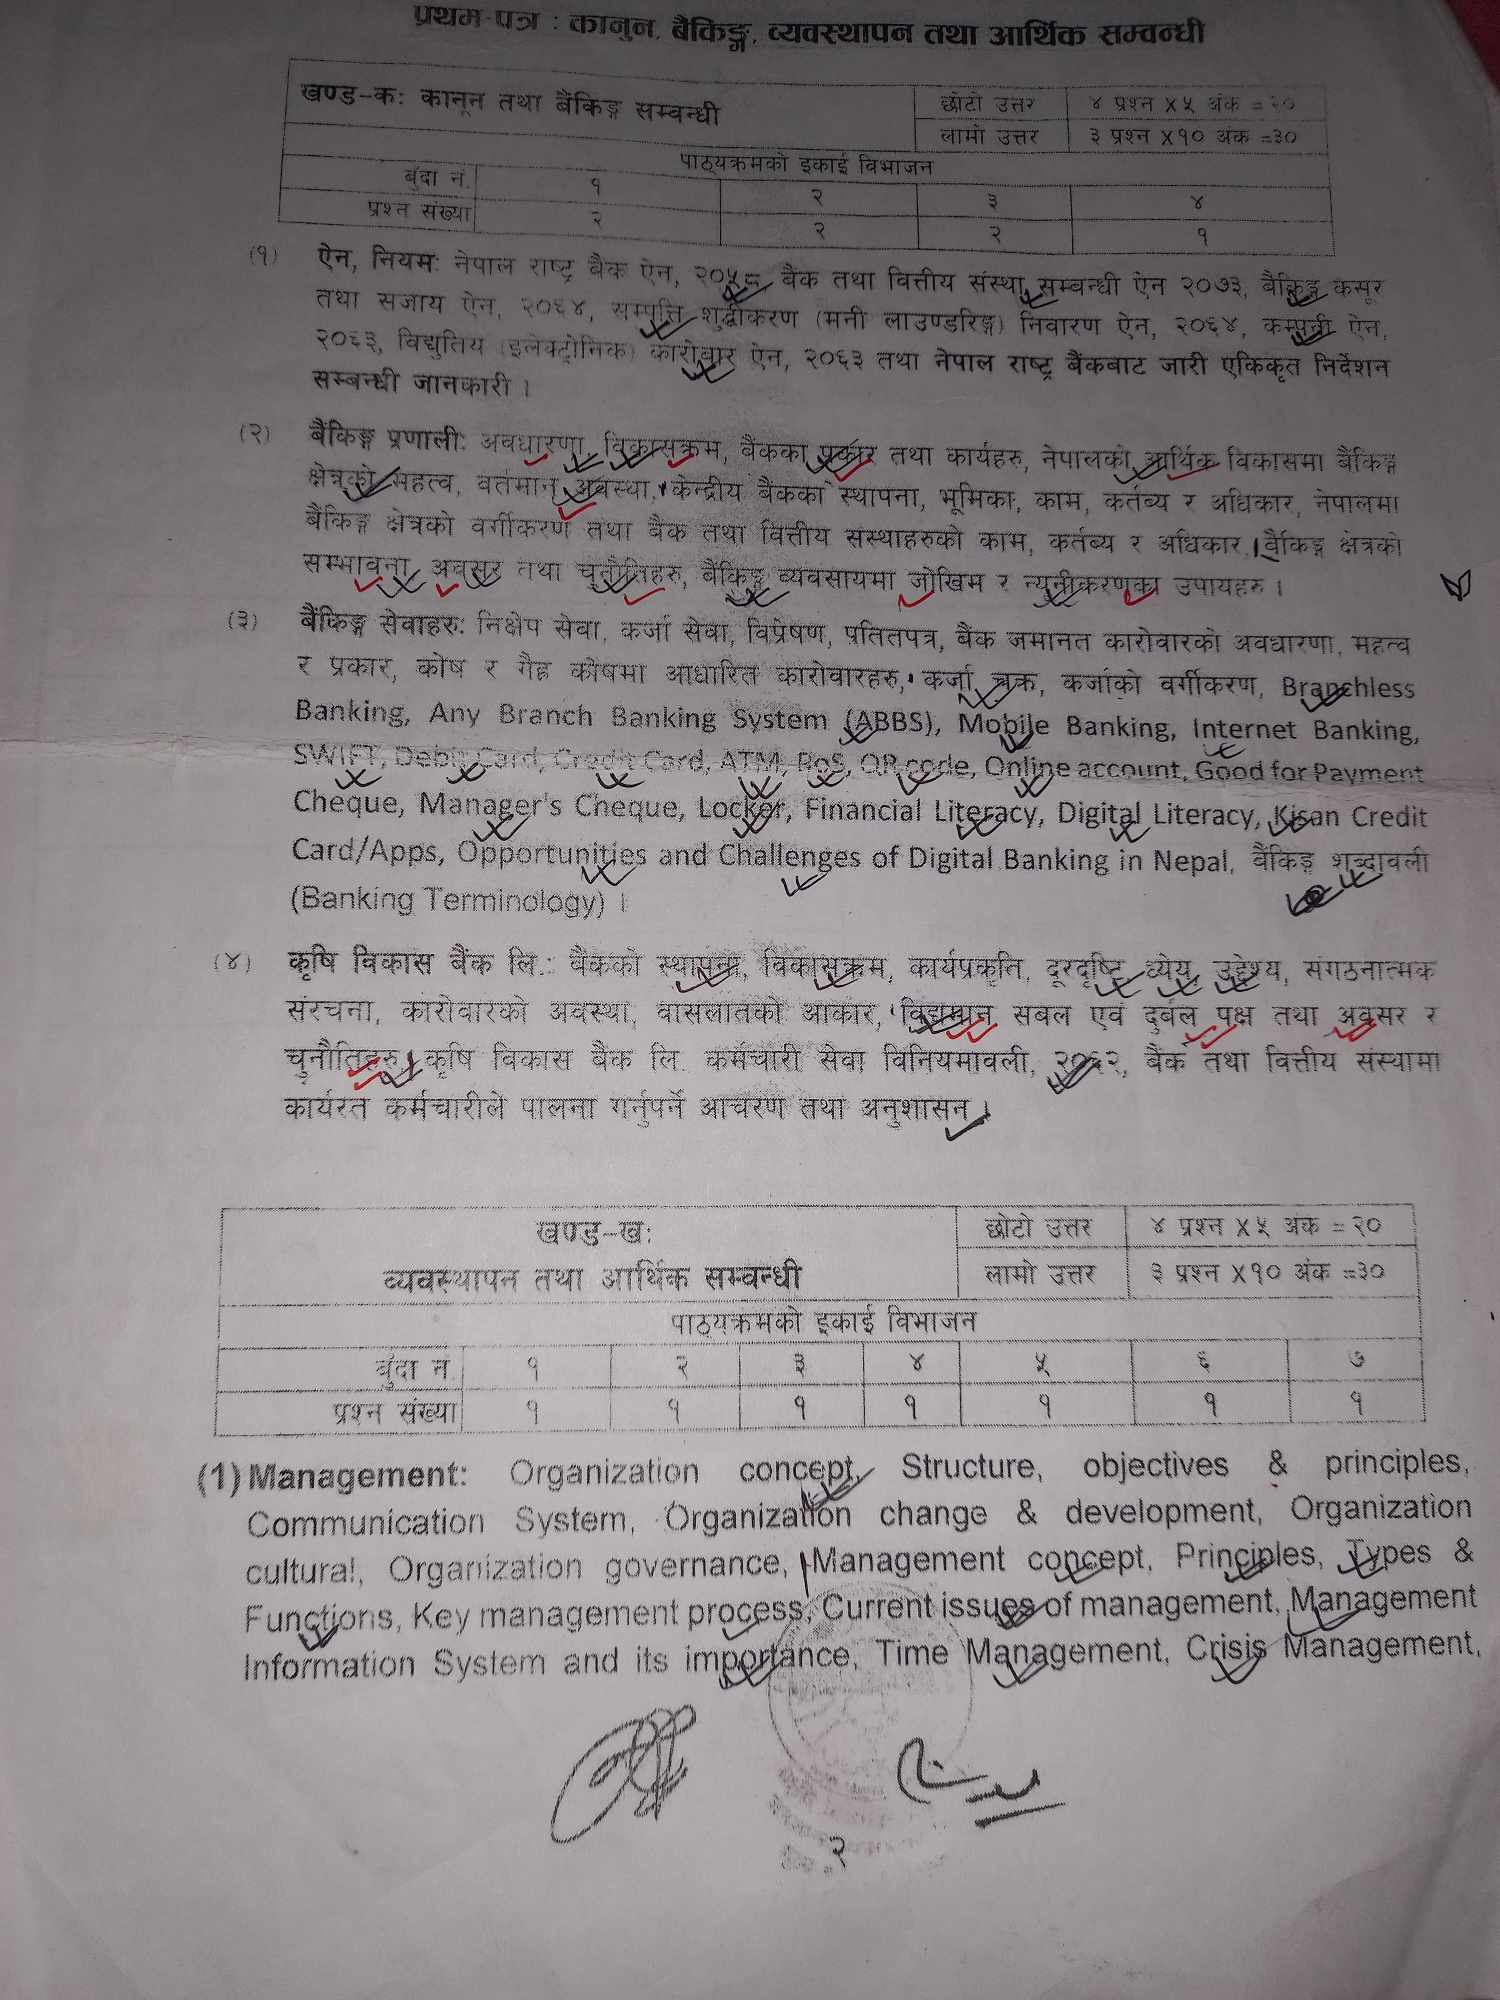 प्रथम-पत्र : कानुन, बैकिङ्ग, व्यवस्थापन तथा आर्थिक सम्वन्धी
खण्ड-क: कानून तथा बैंकिङ्ग सम्वन्धी
छोटो उत्तर ४ प्रश्न X ५ अंक = २०
लामो उत्तर ३ प्रश्न X१० अंक =३०
पाठ्यक्रमको इकाई विभाजन
बुंदा नं. १ २ ३ ४
प्रश्न संख्या २ २ २ १
(१) ऐन, नियम: नेपाल राष्ट्र बैक ऐन, २०५८, बैक तथा वित्तीय संस्था सम्बन्धी ऐन २०७३, बैंकिङ्ग कसूर
तथा सजाय ऐन, २०६४, सम्पत्ति शुद्धीकरण (मनी लाउण्डरिङ्ग) निवारण ऐन, २०६४, कम्पनी ऐन,
२०६३, विद्युतिय (इलेक्ट्रोनिक) कारोवार ऐन, २०६३ तथा नेपाल राष्ट्र बैंकबाट जारी एकिकृत निर्देशन
सम्बन्धी जानकारी ।
(२) बैंकिङ्ग प्रणाली: अवधारणा, विकासक्रम, बैंकका प्रकार तथा कार्यहरु, नेपालको आर्थिक विकासमा बैंकिङ्ग
क्षेत्रको महत्व, वर्तमान अवस्था, केन्द्रीय बैकको स्थापना, भूमिका, काम, कर्तव्य र अधिकार, नेपालमा
बैंकिङ्ग क्षेत्रको वर्गीकरण तथा बैक तथा वित्तीय संस्थाहरुको काम, कर्तव्य र अधिकार, बैकिङ्ग क्षेत्रको
सम्भावना, अवसर तथा चुनौतिहरु, बैंकिङ्ग व्यवसायमा जोखिम र न्यूनीकरणका उपायहरु ।
(३) बैंकिङ्ग सेवाहरु: निक्षेप सेवा, कर्जा सेवा, विप्रेषण, प्रतितपत्र, बैंक जमानत कारोवारको अवधारणा, महत्व
र प्रकार, कोष र गैह्र कोषमा आधारित कारोवारहरु, कर्जा चक्र, कर्जाको वर्गीकरण, Branchless
Banking, Any Branch Banking System (ABBS), Mobile Banking, Internet Banking,
SWIFT, Debit Card, Credit Card, ATM, PoS, QR code, Online account, Good for Payment
Cheque, Manager's Cheque, Locker, Financial Literacy, Digital Literacy, Kisan Credit
Card/Apps, Opportunities and Challenges of Digital Banking in Nepal, बैंकिङ्ग शब्दावली
(Banking Terminology) ।
(४) कृषि विकास बैंक लि.: बैकको स्थापना, विकासक्रम, कार्यप्रकृति, दूरदृष्टि, ध्येय, उद्देश्य, संगठनात्मक
संरचना, कारोवारको अवस्था, वासलातको आकार, विद्यमान सबल एवं दुर्बल पक्ष तथा अवसर र
चुनौतिहरु, कृषि विकास बैक लि. कर्मचारी सेवा विनियमावली, २०६२, बैंक तथा वित्तीय संस्थामा
कार्यरत कर्मचारीले पालना गर्नुपर्ने आचरण तथा अनुशासन ।
खण्ड-ख:
व्यवस्थापन तथा आर्थिक सम्वन्धी
छोटो उत्तर ४ प्रश्न X ५ अंक = २०
लामो उत्तर ३ प्रश्न X१० अंक =३०
पाठ्यक्रमको इकाई विभाजन
बुंदा नं. १ २ ३ ४ ५ ६ ७
प्रश्न संख्या १ १ १ १ १ १ १
(1) Management: Organization concept, Structure, objectives & principles,
Communication System, Organization change & development, Organization
cultural, Organization governance, Management concept, Principles, Types &
Functions, Key management process, Current issues of management, Management
Information System and its importance, Time Management, Crisis Management,
२